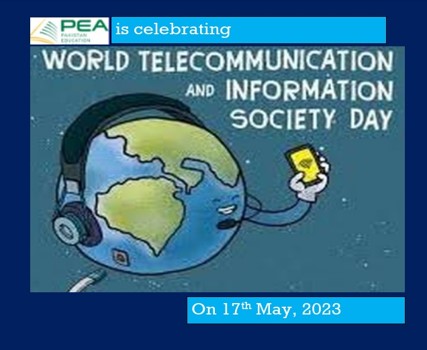 PEA
PAKISTAN
EDUCATION
is celebrating
WORLD TELECOMMUNICATION
AND INFORMATION
SOCIETY DAY
On 17th May, 2023